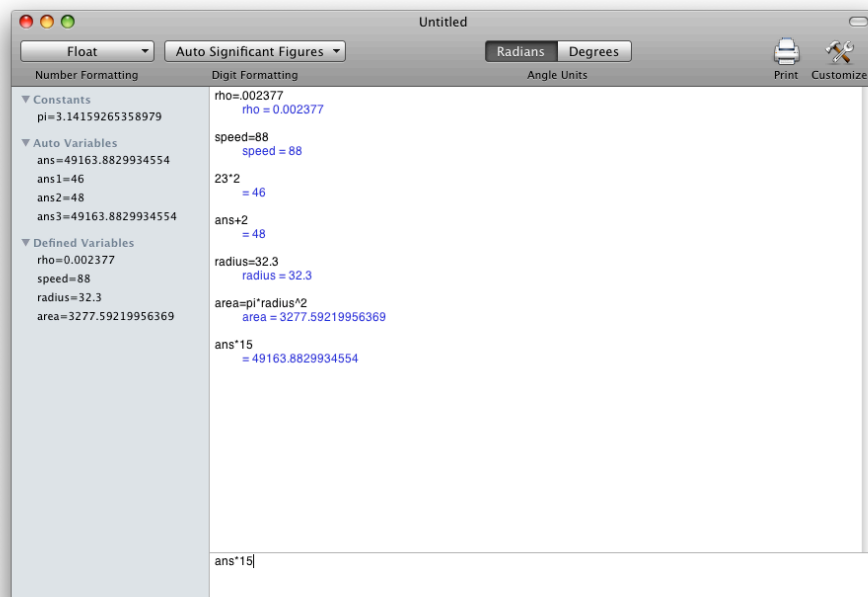 Untitled
Float
Auto Significant Figures
Radians Degrees
Number Formatting
Digit Formatting
Angle Units
Print
Customize
Constants
pi=3.14159265358979
Auto Variables
ans=49163.8829934554
ans1=46
ans2=48
ans3=49163.8829934554
Defined Variables
rho=0.002377
speed=88
radius=32.3
area=3277.59219956369
rho=.002377
rho = 0.002377
speed=88
speed = 88
23*2
= 46
ans+2
= 48
radius=32.3
radius = 32.3
area=pi*radius^2
area = 3277.59219956369
ans*15
= 49163.8829934554
ans*15